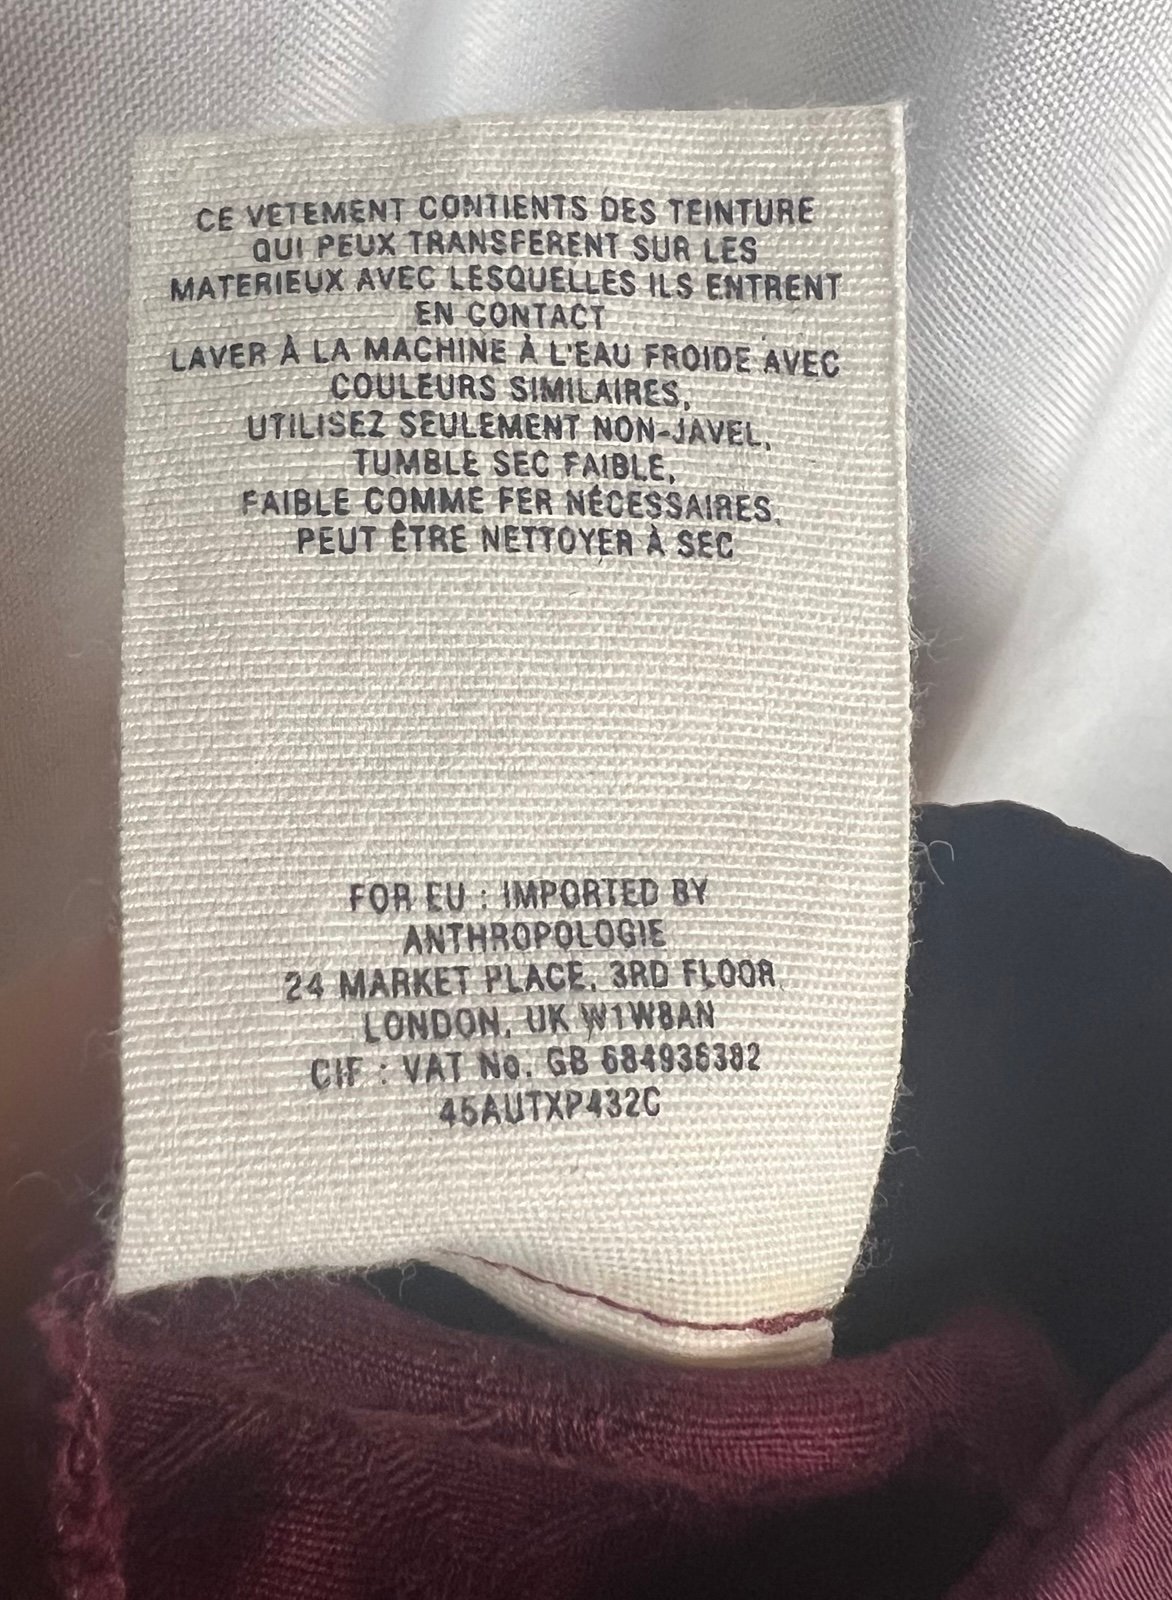 CE VETEMENT CONTIENTS DES TEINTURE
QUI PEUX TRANSFERENT SUR LES
MATERIEUX AVEC LESQUELLES ILS ENTRENT
EN CONTACT
LAVER À LA MACHINE À L'EAU FROIDE AVEC
COULEURS SIMILAIRES,
UTILISEZ SEULEMENT NON-JAVEL,
TUMBLE SEC FAIBLE,
FAIBLE COMME FER NÉCESSAIRES,
PEUT ÊTRE NETTOYER À SEC
FOR EU : IMPORTED BY
ANTHROPOLOGIE
24 MARKET PLACE, 3RD FLOOR,
LONDON, UK W1W8AN
CIF : VAT No. GB 684936382
45AUTXP432C